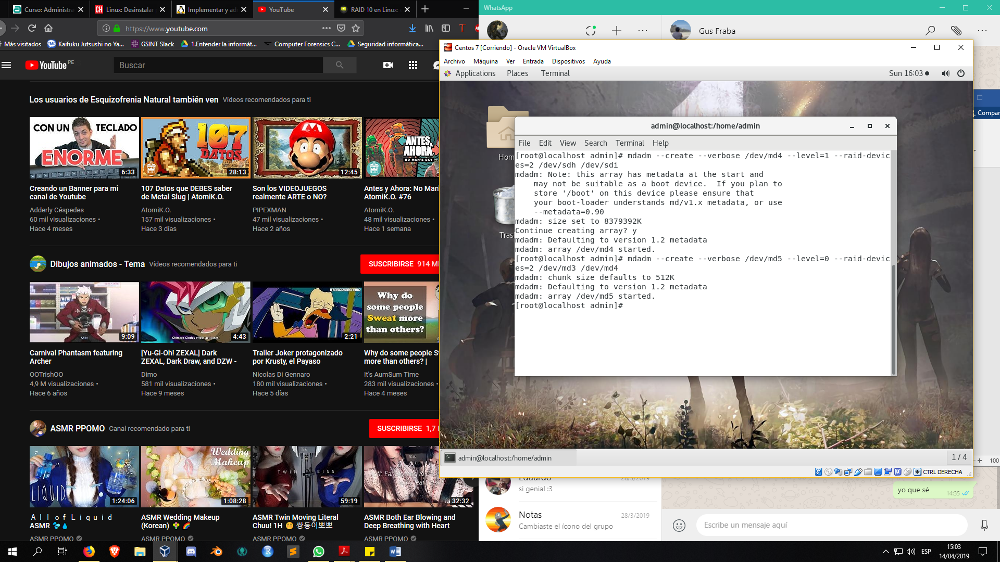 Curso: Administra
Linux: Desinstalar
Implementar y ad
YouTube
RAID 10 en Linux:
https://www.youtube.com
Más visitados
Kaifuku Jutsushi no Ya...
GSINT Slack
1.Entender la informát...
Computer Forensics C...
Seguridad informática...
YouTube PE
Buscar
Los usuarios de Esquizofrenia Natural también ven
Vídeos recomendados para ti
CON UN TECLADO
ENORME
6:33
107
DATOS
28:13
12:45
ANTES
& AHORA
NO MAN'S SKY
Creando un Banner para mi
canal de Youtube
Adderly Céspedes
60 mil visualizaciones •
Hace 4 meses
107 Datos que DEBES saber
de Metal Slug | AtomiK.O.
AtomiK.O.
157 mil visualizaciones •
Hace 3 días
Son los VIDEOJUEGOS
realmente ARTE o NO?
PIPEXMAN
47 mil visualizaciones •
Hace 2 años
Antes y Ahora: No Man'
AtomiK.O. #76
AtomiK.O.
48 mil visualizaciones •
Hace 1 semana
Dibujos animados - Tema
Vídeos recomendados para ti
SUSCRIBIRSE 914 MI
Shit!
9:09
Chimera Cloth's effect activates.
4:43
@TANODIGENNARO
2:21
Why do
some people
Sweat more
than others?
Carnival Phantasm featuring
Archer
OOTrishOO
4,9 M visualizaciones •
Hace 6 años
[Yu-Gi-Oh! ZEXAL] Dark
ZEXAL, Dark Draw, and DZW -
Dimo
581 mil visualizaciones •
Hace 9 meses
Trailer Joker protagonizado
por Krusty, el Payaso
Nicolas Di Gennaro
180 mil visualizaciones •
Hace 5 días
Why do some people S
more than others? |
It's AumSum Time
283 mil visualizaciones •
Hace 4 meses
ASMR PPOMO
Canal recomendado para ti
SUSCRIBIRSE 1,7
LIQUID
1:24:06
Wedding
Makeup
1:08:28
TWIN KISS
59:19
Both Ear Blowing & Deep
32:32
All of Liquid
ASMR 💦💧
ASMR PPOMO
ASMR Wedding Makeup
(Korean) 💐🌈
ASMR PPOMO
ASMR Twin Moving Literal
Chuu! 1H 😚 쌍둥이뽀뽀
ASMR PPOMO
ASMR Both Ear Blowing and
Deep Breathing with Heart
ASMR PPOMO
WhatsApp
Gus Fraba
Centos 7 [Corriendo] - Oracle VM VirtualBox
Archivo Máquina Ver Entrada Dispositivos Ayuda
Applications Places Terminal
Sun 16:03
Compar
Hom
Tras
admin@localhost:/home/admin
File Edit View Search Terminal Help
[root@localhost admin]# mdadm --create --verbose /dev/md4 --level=1 --raid-devic
es=2 /dev/sdh /dev/sdi
mdadm: Note: this array has metadata at the start and
may not be suitable as a boot device.  If you plan to
store '/boot' on this device please ensure that
your boot-loader understands md/v1.x metadata, or use
--metadata=0.90
mdadm: size set to 8379392K
Continue creating array? y
mdadm: Defaulting to version 1.2 metadata
mdadm: array /dev/md4 started.
[root@localhost admin]# mdadm --create --verbose /dev/md5 --level=0 --raid-devic
es=2 /dev/md3 /dev/md4
mdadm: chunk size defaults to 512K
mdadm: Defaulting to version 1.2 metadata
mdadm: array /dev/md5 started.
[root@localhost admin]#
admin@localhost:/home/admin
1 / 4
CTRL DERECHA
100
Eduardo
28/3/2019
si genial :3
Notas
28/3/2019
Cambiaste el ícono del grupo
yo que sé
14:35
Escribe un mensaje aquí
ESP
15:03
14/04/2019